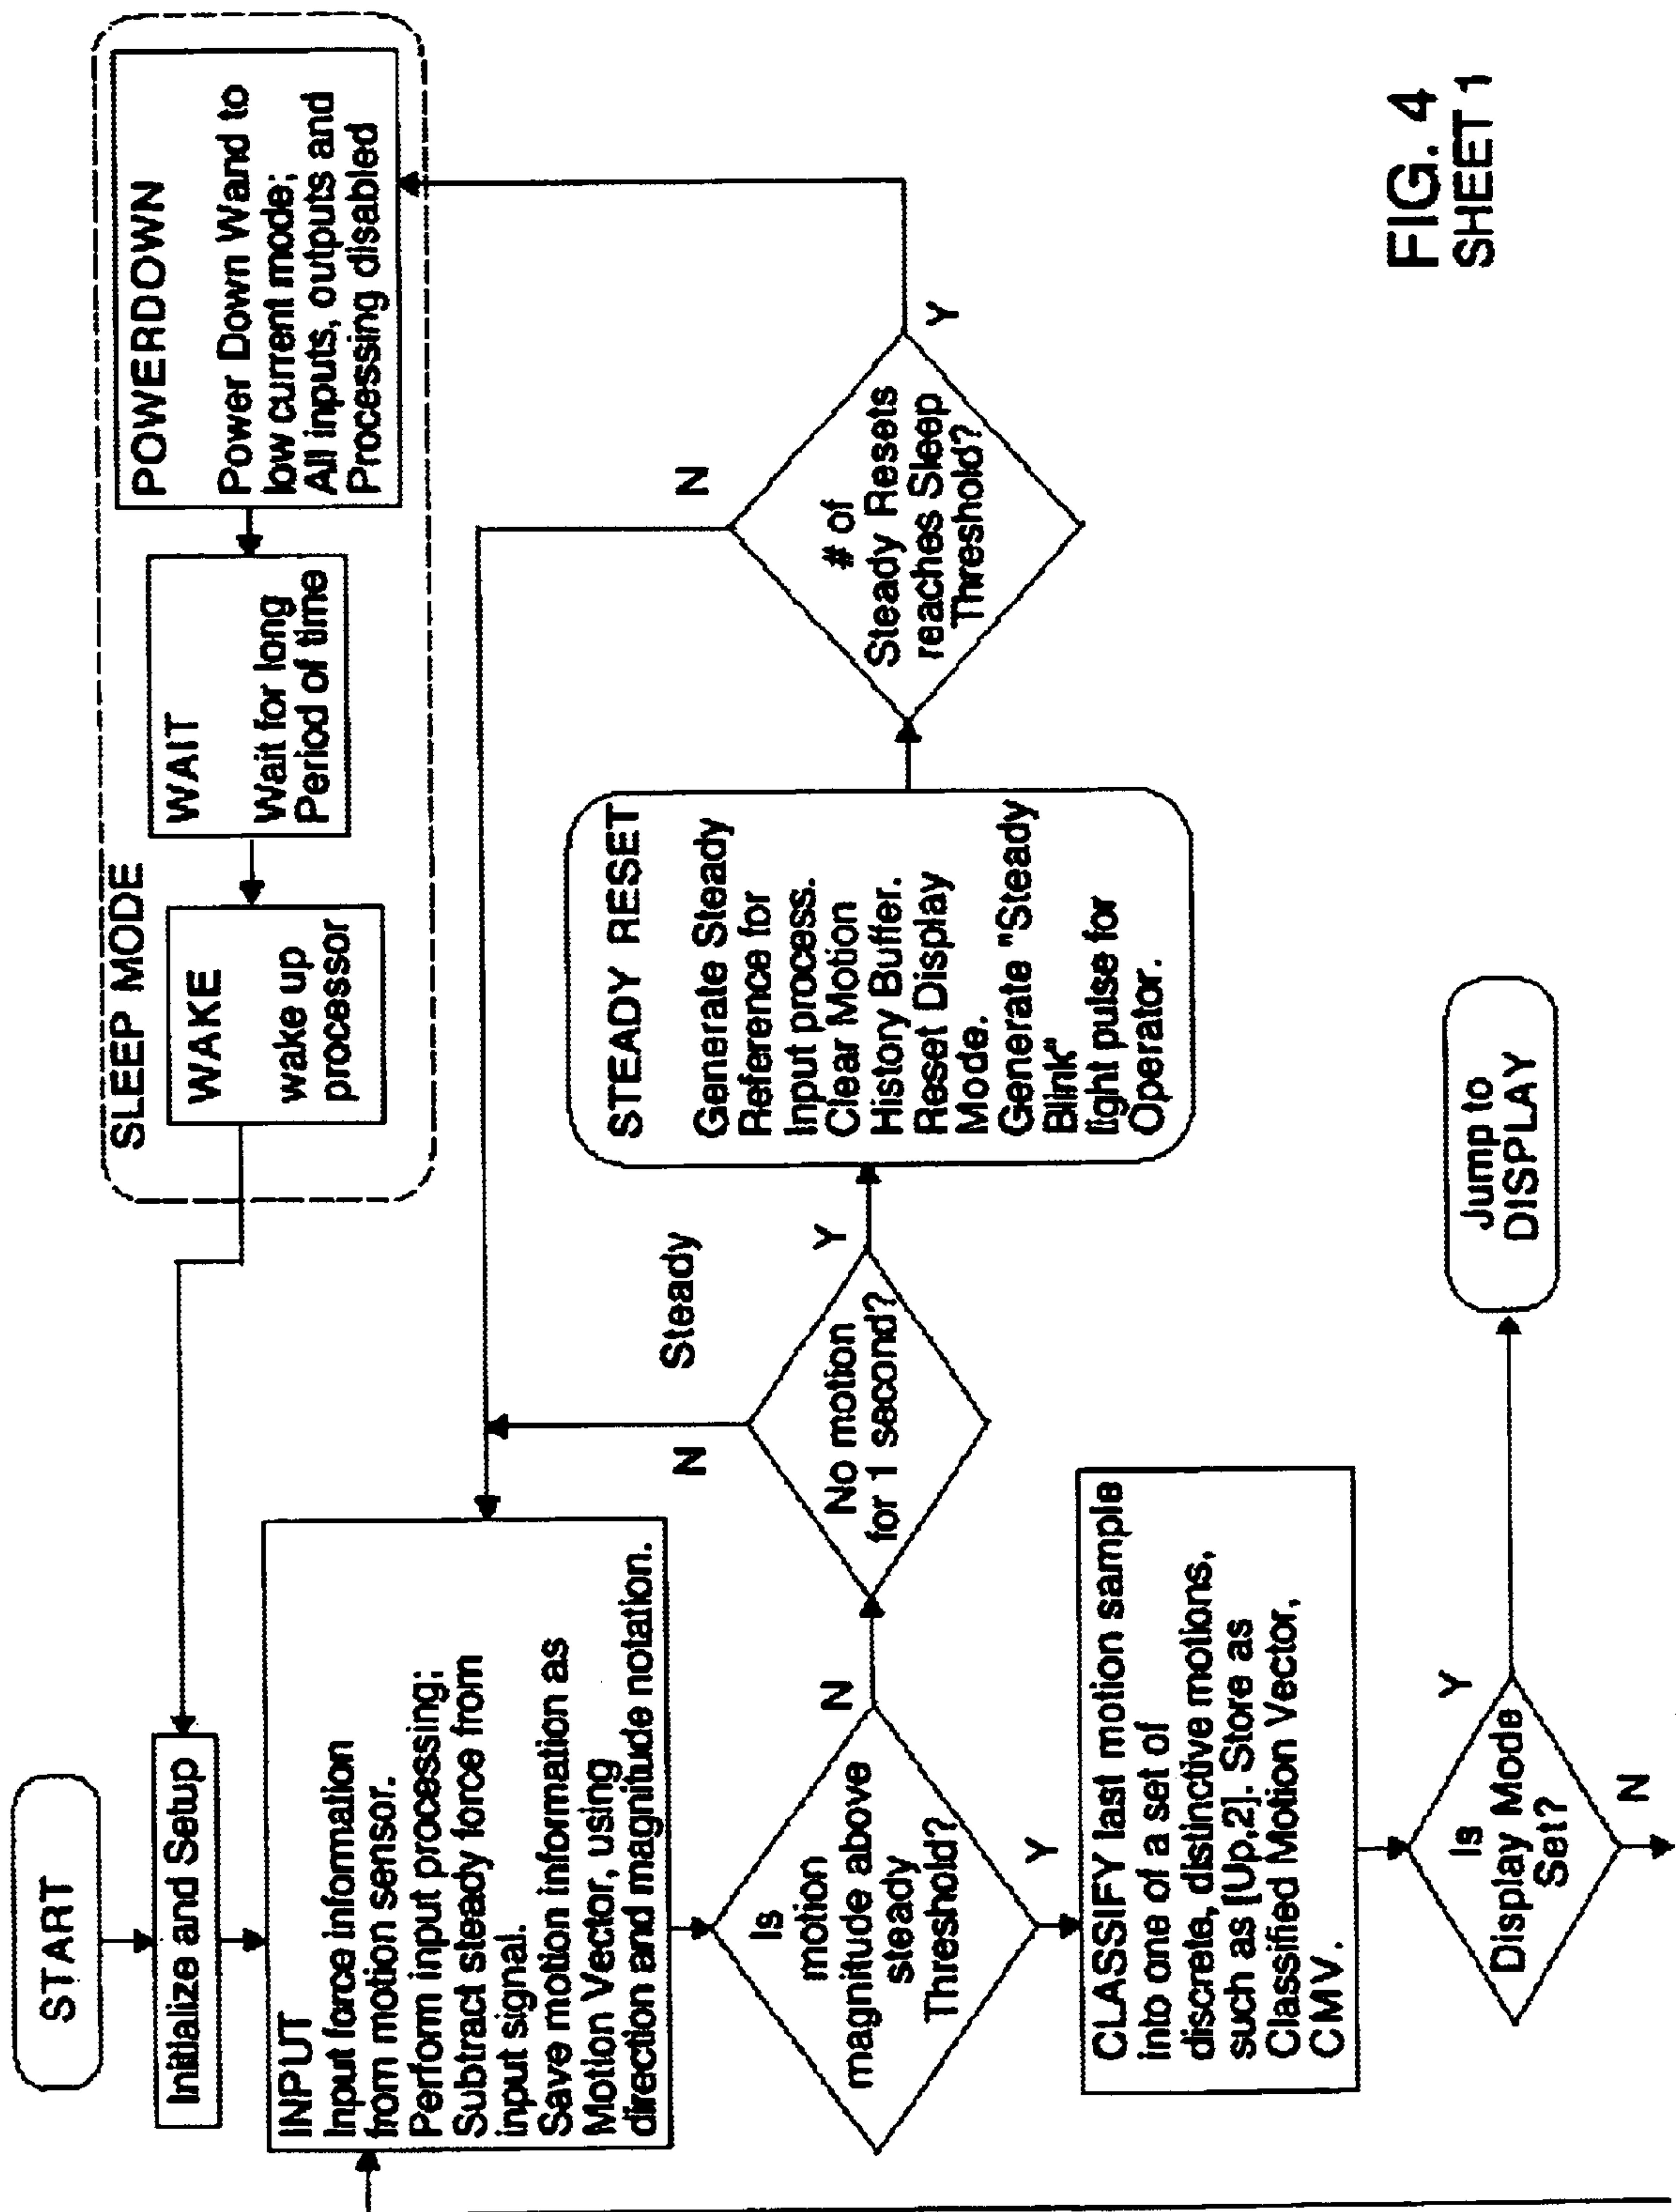 START
Initialize and Setup
INPUT
Input force information
from motion sensor.
Perform input processing;
Subtract steady force from
input signal.
Save motion information as
Motion Vector, using
direction and magnitude notation.
Is
motion
magnitude above
steady
Threshold?
N
Y
CLASSIFY last motion sample
into one of a set of
discrete, distinctive motions,
such as [Up,2]. Store as
Classified Motion Vector,
CMV.
Is
Display Mode
Set?
Y
N
Jump to
DISPLAY
No motion
for 1 second?
N
Y
Steady
STEADY RESET
Generate Steady
Reference for
Input process.
Clear Motion
History Buffer.
Reset Display
Mode.
Generate "Steady
Blink"
light pulse for
Operator.
# of
Steady Resets
reaches Sleep
Threshold?
N
Y
SLEEP MODE
WAKE
wake up
processor
WAIT
Wait for long
Period of time
POWERDOWN
Power Down Wand to
low current mode;
All inputs, outputs and
Processing disabled
FIG. 4
SHEET 1